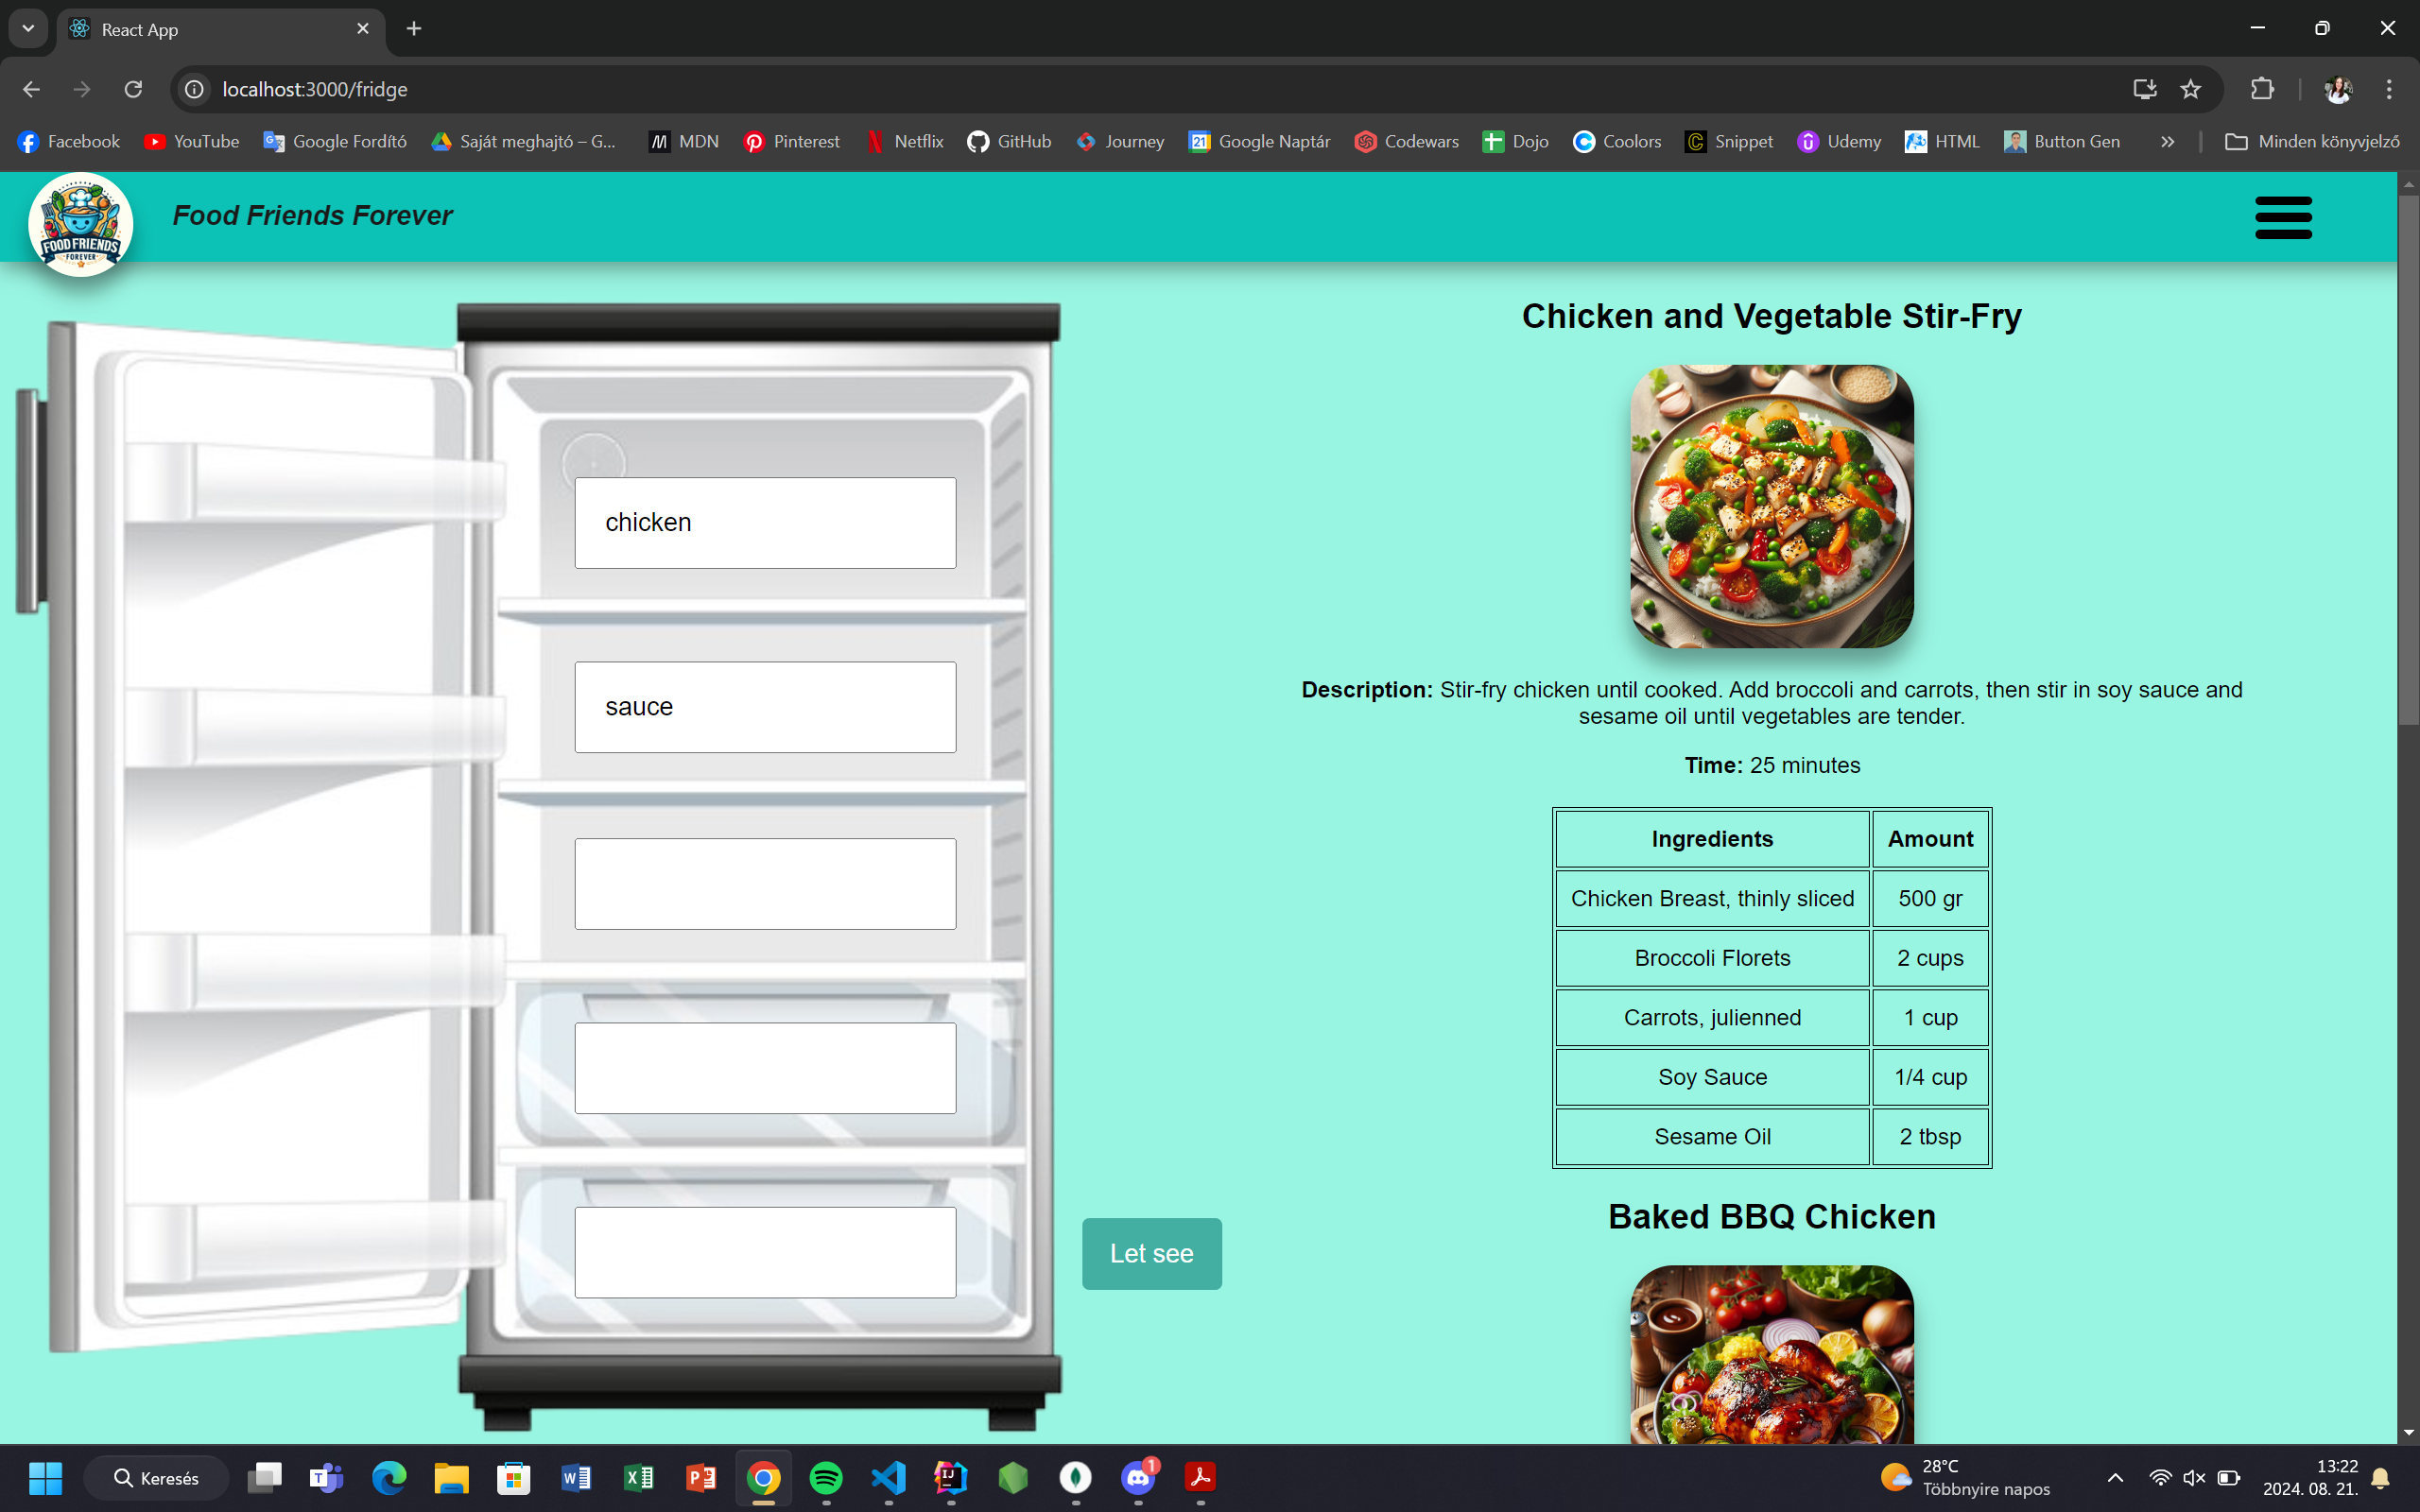 React App
localhost:3000/fridge
Facebook YouTube Google Fordító Saját meghajtó – G... MDN Pinterest Netflix GitHub Journey Google Naptár Codewars Dojo Coolors Snippet Udemy HTML Button Gen » Minden könyvjelző
FOOD FRIENDS
FOREVER
Food Friends Forever
chicken
sauce
Let see
Chicken and Vegetable Stir-Fry
Description: Stir-fry chicken until cooked. Add broccoli and carrots, then stir in soy sauce and
sesame oil until vegetables are tender.
Time: 25 minutes
Ingredients Amount
Chicken Breast, thinly sliced 500 gr
Broccoli Florets 2 cups
Carrots, julienned 1 cup
Soy Sauce 1/4 cup
Sesame Oil 2 tbsp
Baked BBQ Chicken
Keresés
1
28°C
Többnyire napos
13:22
2024. 08. 21.